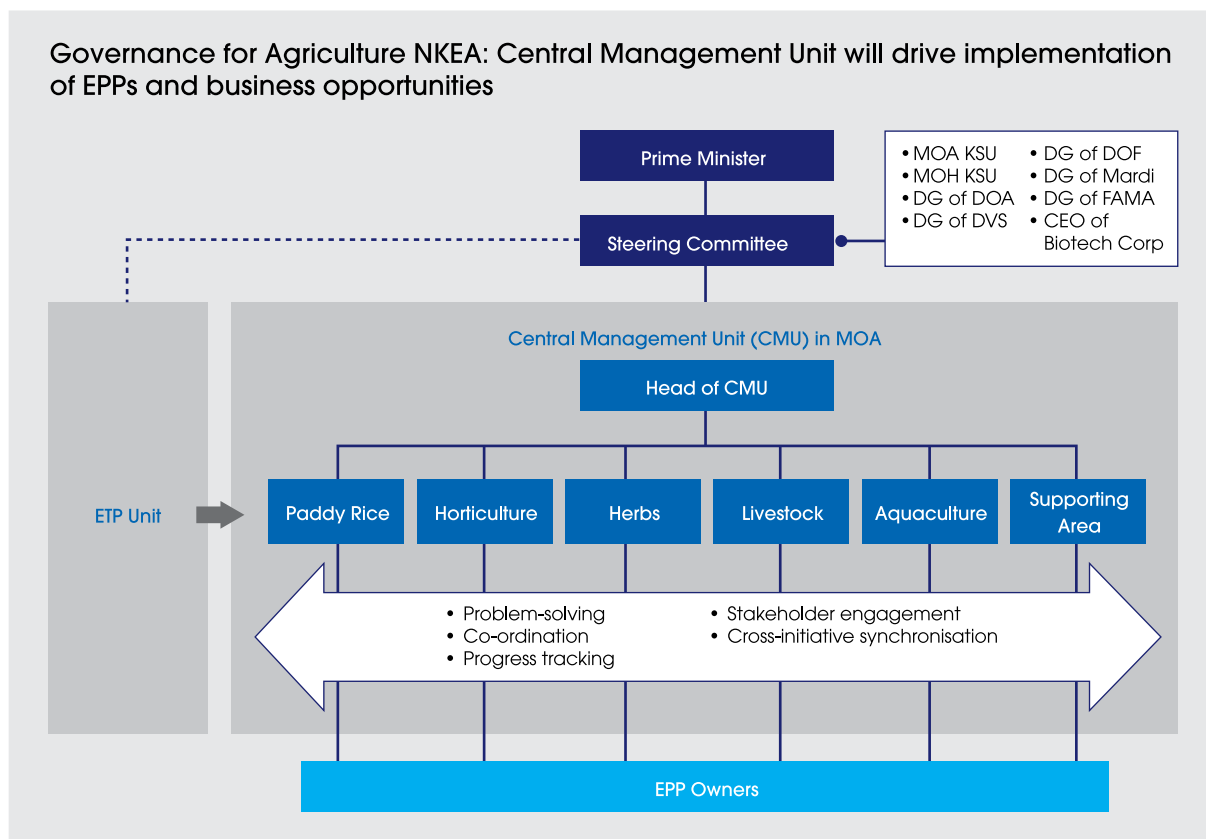 Governance for Agriculture NKEA: Central Management Unit will drive implementation
of EPPs and business opportunities
Prime Minister
Steering Committee
• MOA KSU
• MOH KSU
• DG of DOA
• DG of DVS
• DG of DOF
• DG of Mardi
• DG of FAMA
• CEO of
Biotech Corp
Central Management Unit (CMU) in MOA
Head of CMU
ETP Unit
Paddy Rice
Horticulture
Herbs
Livestock
Aquaculture
Supporting
Area
• Problem-solving
• Co-ordination
• Progress tracking
• Stakeholder engagement
• Cross-initiative synchronisation
EPP Owners